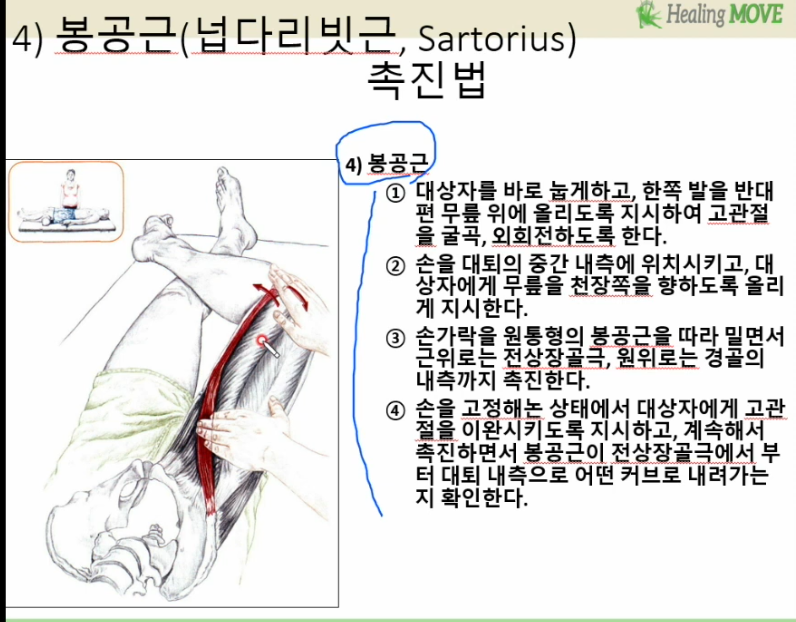 Healing MOVE
4) 봉공근(넙다리빗근, Sartorius)
촉진법
4) 봉공근
① 대상자를 바로 눕게하고, 한쪽 발을 반대
편 무릎 위에 올리도록 지시하여 고관절
을 굴곡, 외회전하도록 한다.
② 손을 대퇴의 중간 내측에 위치시키고, 대
상자에게 무릎을 천장쪽을 향하도록 올리
게 지시한다.
③ 손가락을 원통형의 봉공근을 따라 밀면서
근위로는 전상장골극, 원위로는 경골의
내측까지 촉진한다.
④ 손을 고정해논 상태에서 대상자에게 고관
절을 이완시키도록 지시하고, 계속해서
촉진하면서 봉공근이 전상장골극에서 부
터 대퇴 내측으로 어떤 커브로 내려가는
지 확인한다.